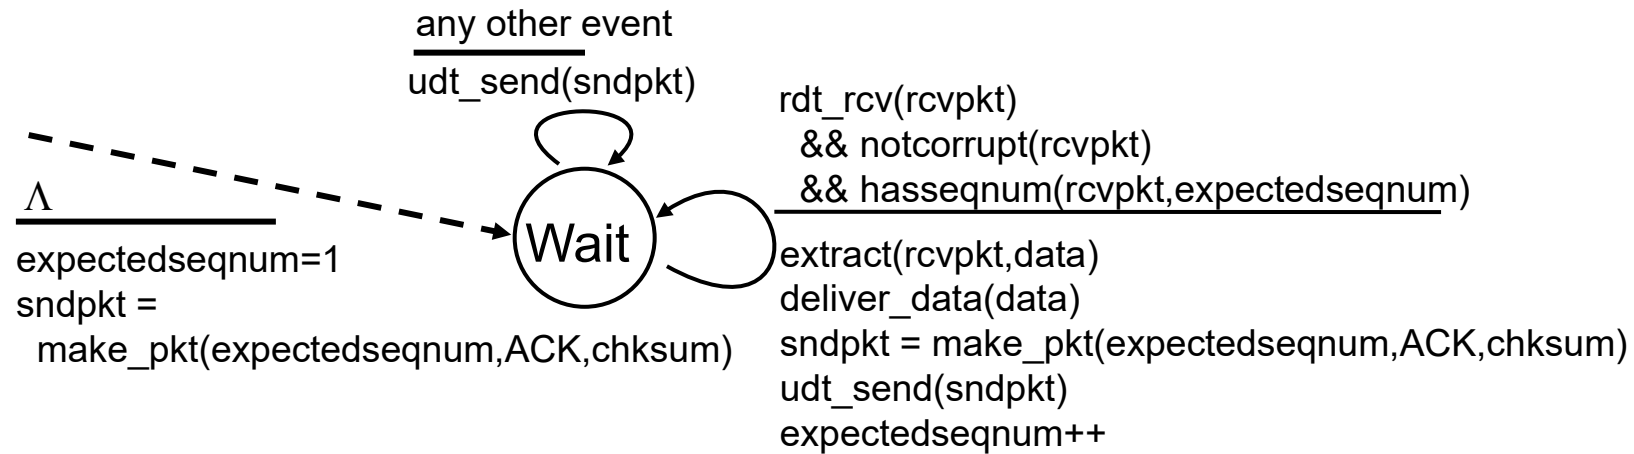 any other event
udt_send(sndpkt)
rdt_rcv(rcvpkt)
&& notcorrupt(rcvpkt)
&& hasseqnum(rcvpkt,expectedseqnum)
Λ
Wait
expectedseqnum=1
sndpkt =
make_pkt(expectedseqnum,ACK,chksum)
extract(rcvpkt,data)
deliver_data(data)
sndpkt = make_pkt(expectedseqnum,ACK,chksum)
udt_send(sndpkt)
expectedseqnum++